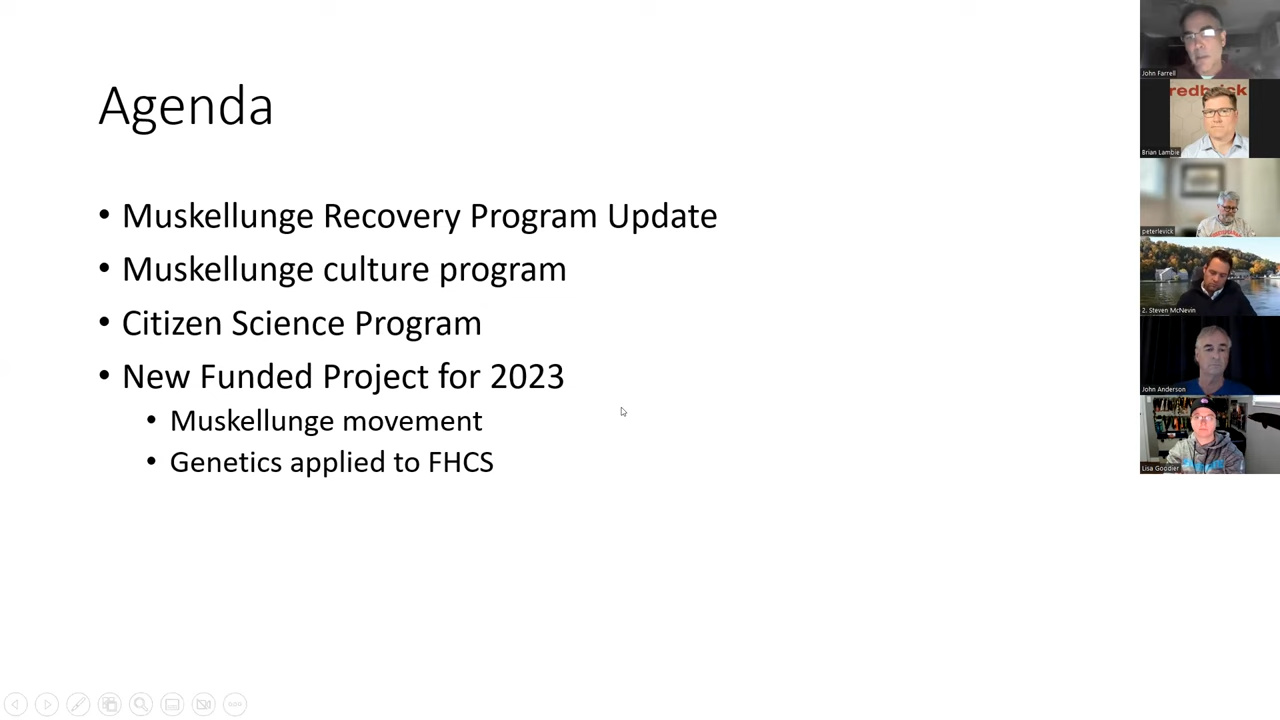 Agenda
• Muskellunge Recovery Program Update
• Muskellunge culture program
• Citizen Science Program
• New Funded Project for 2023
• Muskellunge movement
• Genetics applied to FHCS
John Farrell
redbrick
Brian Lambie
peterlevick
2. Steven McNevin
John Anderson
Lisa Goodier